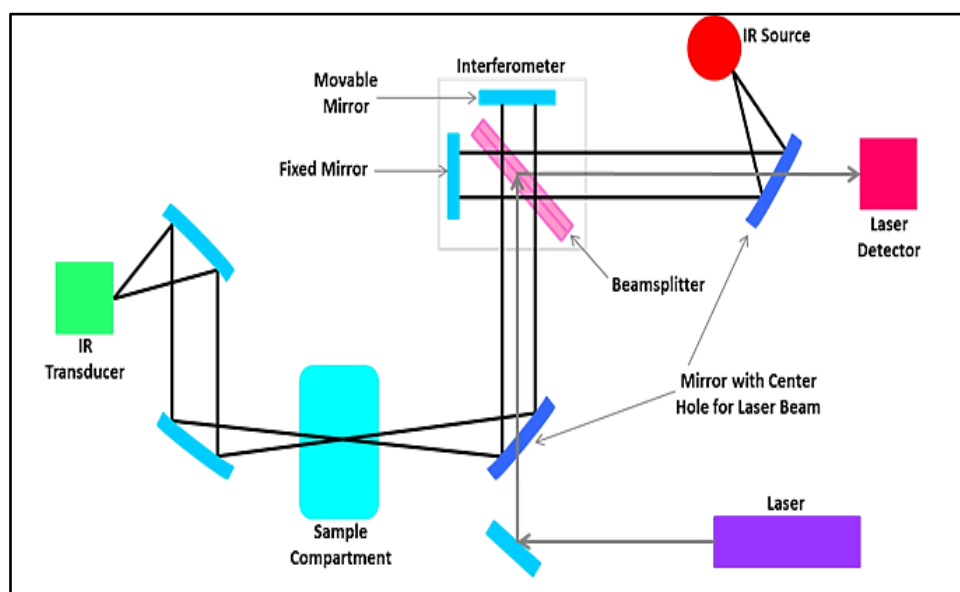 IR Source
Interferometer
Movable
Mirror
Fixed Mirror
Laser
Detector
Beamsplitter
IR
Transducer
Mirror with Center
Hole for Laser Beam
Sample
Compartment
Laser